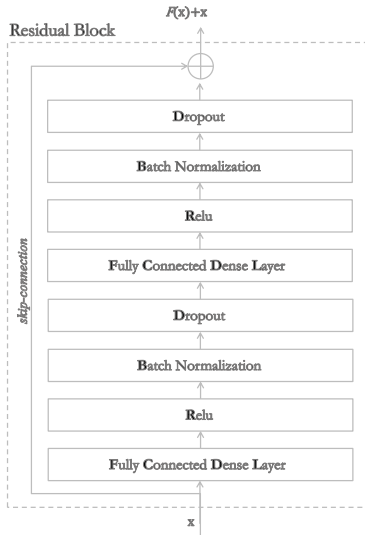 F(x)+x
Residual Block
Dropout
Batch Normalization
Relu
Fully Connected Dense Layer
skip-connection
Dropout
Batch Normalization
Relu
Fully Connected Dense Layer
x